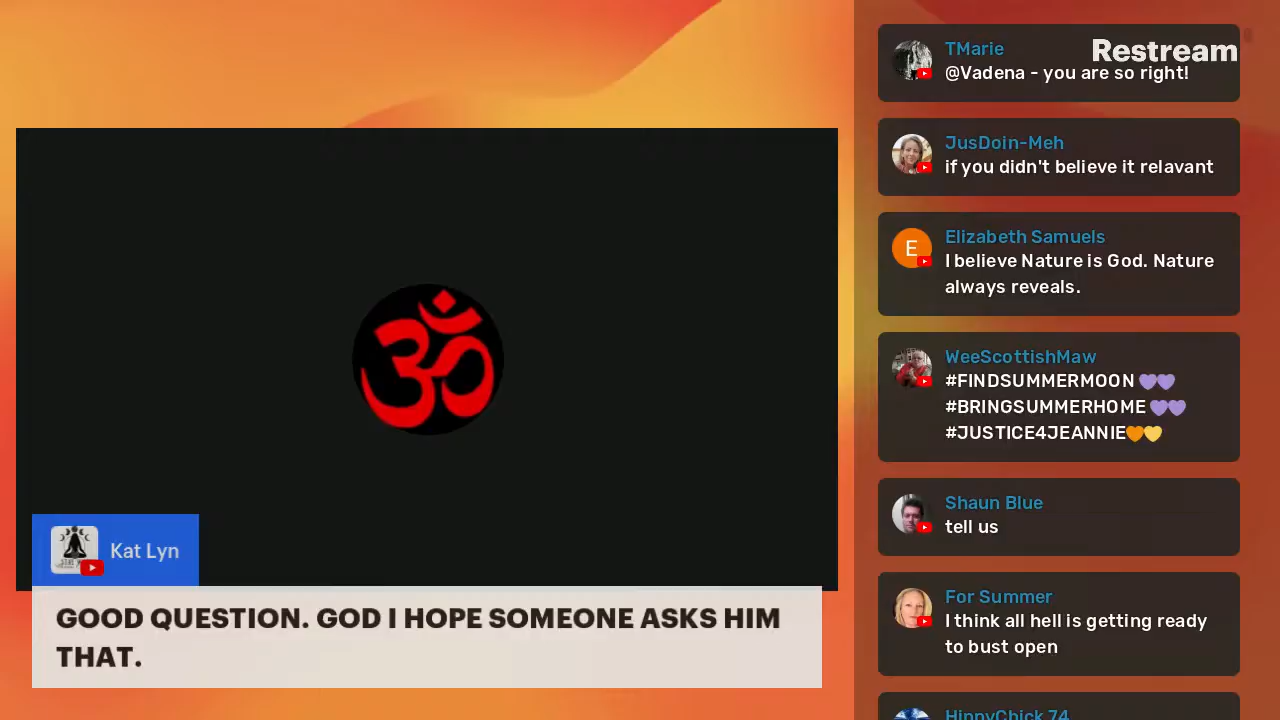 Restream
TMarie
@Vadena - you are so right!
JusDoin-Meh
if you didn't believe it relavant
E
Elizabeth Samuels
I believe Nature is God. Nature
always reveals.
WeeScottishMaw
#FINDSUMMERMOON 💜💜
#BRINGSUMMERHOME 💜💜
#JUSTICE4JEANNIE🧡💛
Shaun Blue
tell us
For Summer
I think all hell is getting ready
to bust open
HippyChick 74
ॐ
Kat Lyn
GOOD QUESTION. GOD I HOPE SOMEONE ASKS HIM
THAT.